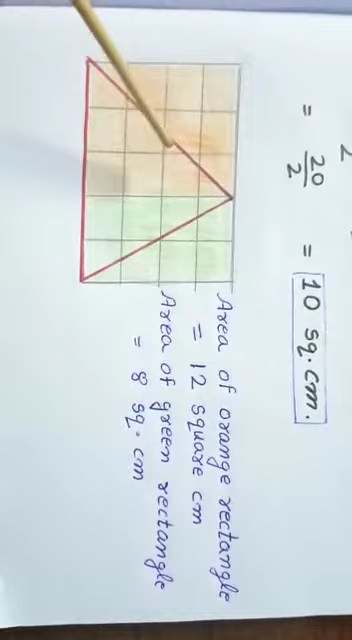 2
= 20/2 = 10 sq. cm.
Area of orange rectangle
= 12 square cm
Area of green rectangle
= 8 sq. cm